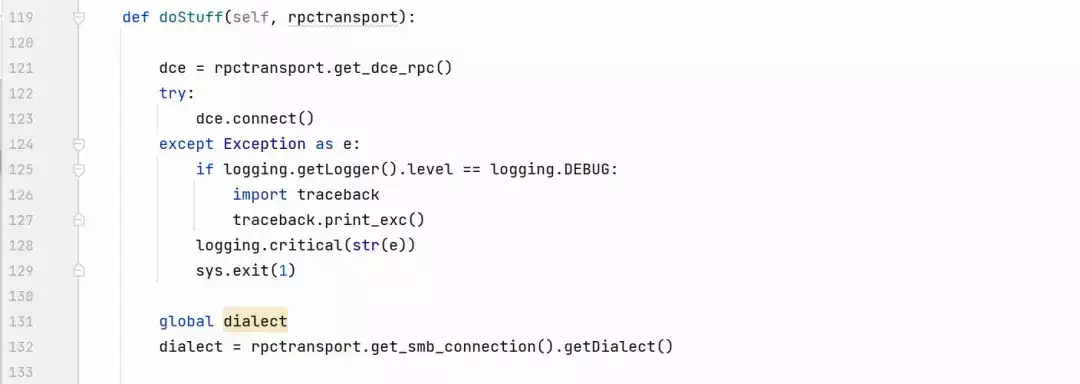 119 def doStuff(self, rpctransport):
120
121 dce = rpctransport.get_dce_rpc()
122 try:
123 dce.connect()
124 except Exception as e:
125 if logging.getLogger().level == logging.DEBUG:
126 import traceback
127 traceback.print_exc()
128 logging.critical(str(e))
129 sys.exit(1)
130
131 global dialect
132 dialect = rpctransport.get_smb_connection().getDialect()
133